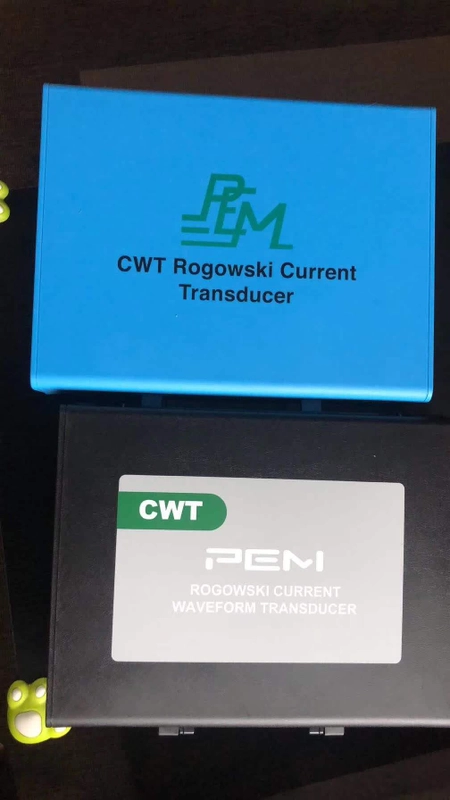 PEM
CWT Rogowski Current
Transducer
CWT
PEM
ROGOWSKI CURRENT
WAVEFORM TRANSDUCER